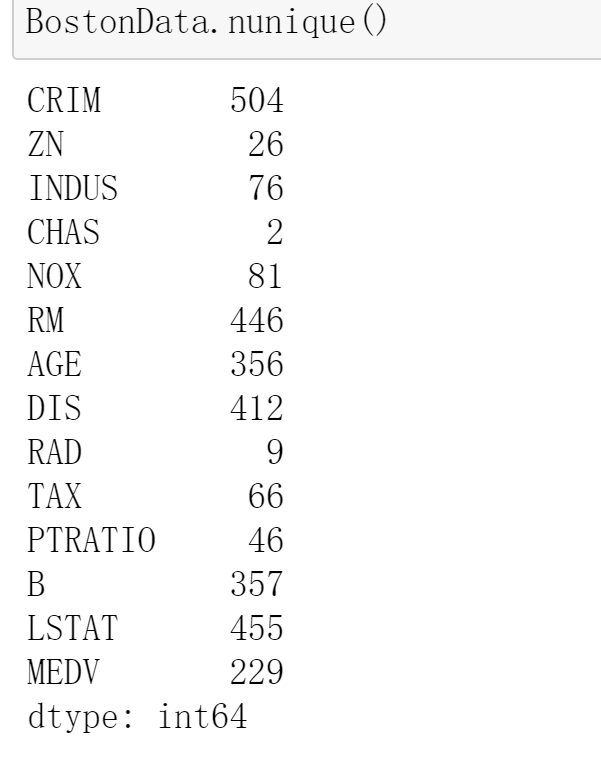 BostonData.nunique()
CRIM 504
ZN 26
INDUS 76
CHAS 2
NOX 81
RM 446
AGE 356
DIS 412
RAD 9
TAX 66
PTRATIO 46
B 357
LSTAT 455
MEDV 229
dtype: int64